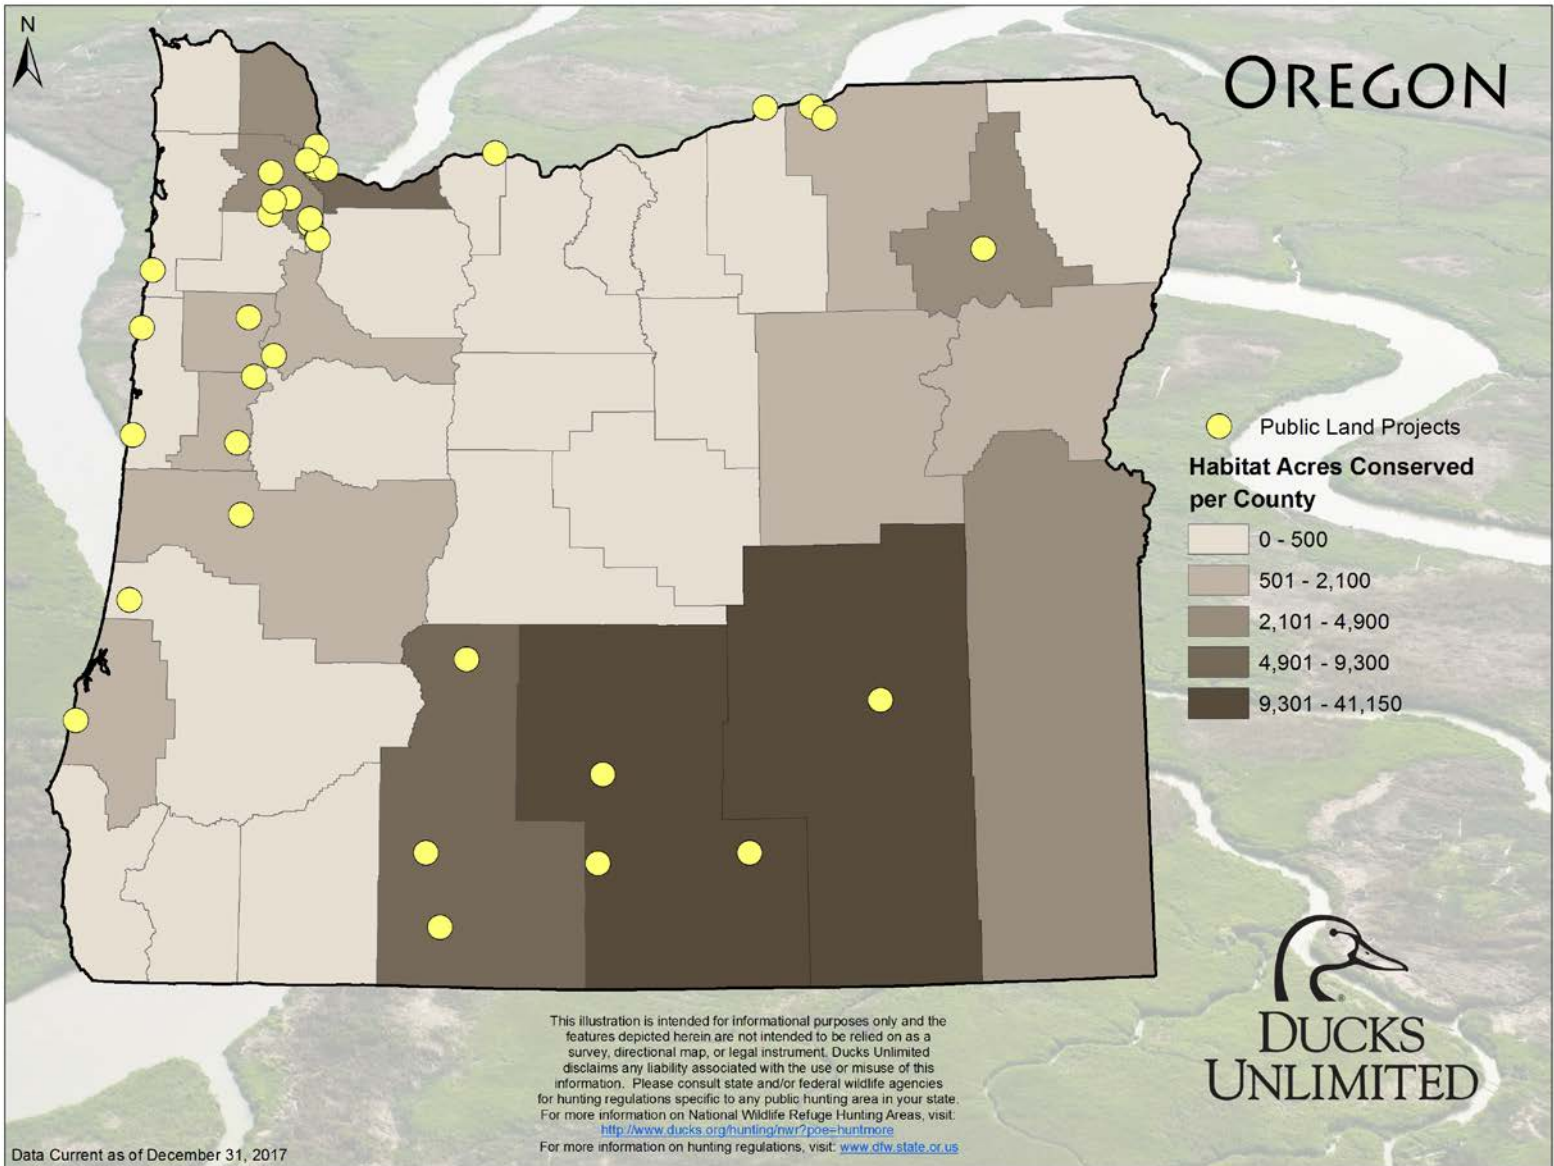 N
OREGON
Public Land Projects
Habitat Acres Conserved
per County
0 - 500
501 - 2,100
2,101 - 4,900
4,901 - 9,300
9,301 - 41,150
This illustration is intended for informational purposes only and the
features depicted herein are not intended to be relied on as a
survey, directional map, or legal instrument. Ducks Unlimited
disclaims any liability associated with the use or misuse of this
information. Please consult state and/or federal wildlife agencies
for hunting regulations specific to any public hunting area in your state.
For more information on National Wildlife Refuge Hunting Areas, visit:
http://www.ducks.org/hunting/nwr?poe=huntmore
For more information on hunting regulations, visit: www.dfw.state.or.us
®
DUCKS
UNLIMITED
Data Current as of December 31, 2017